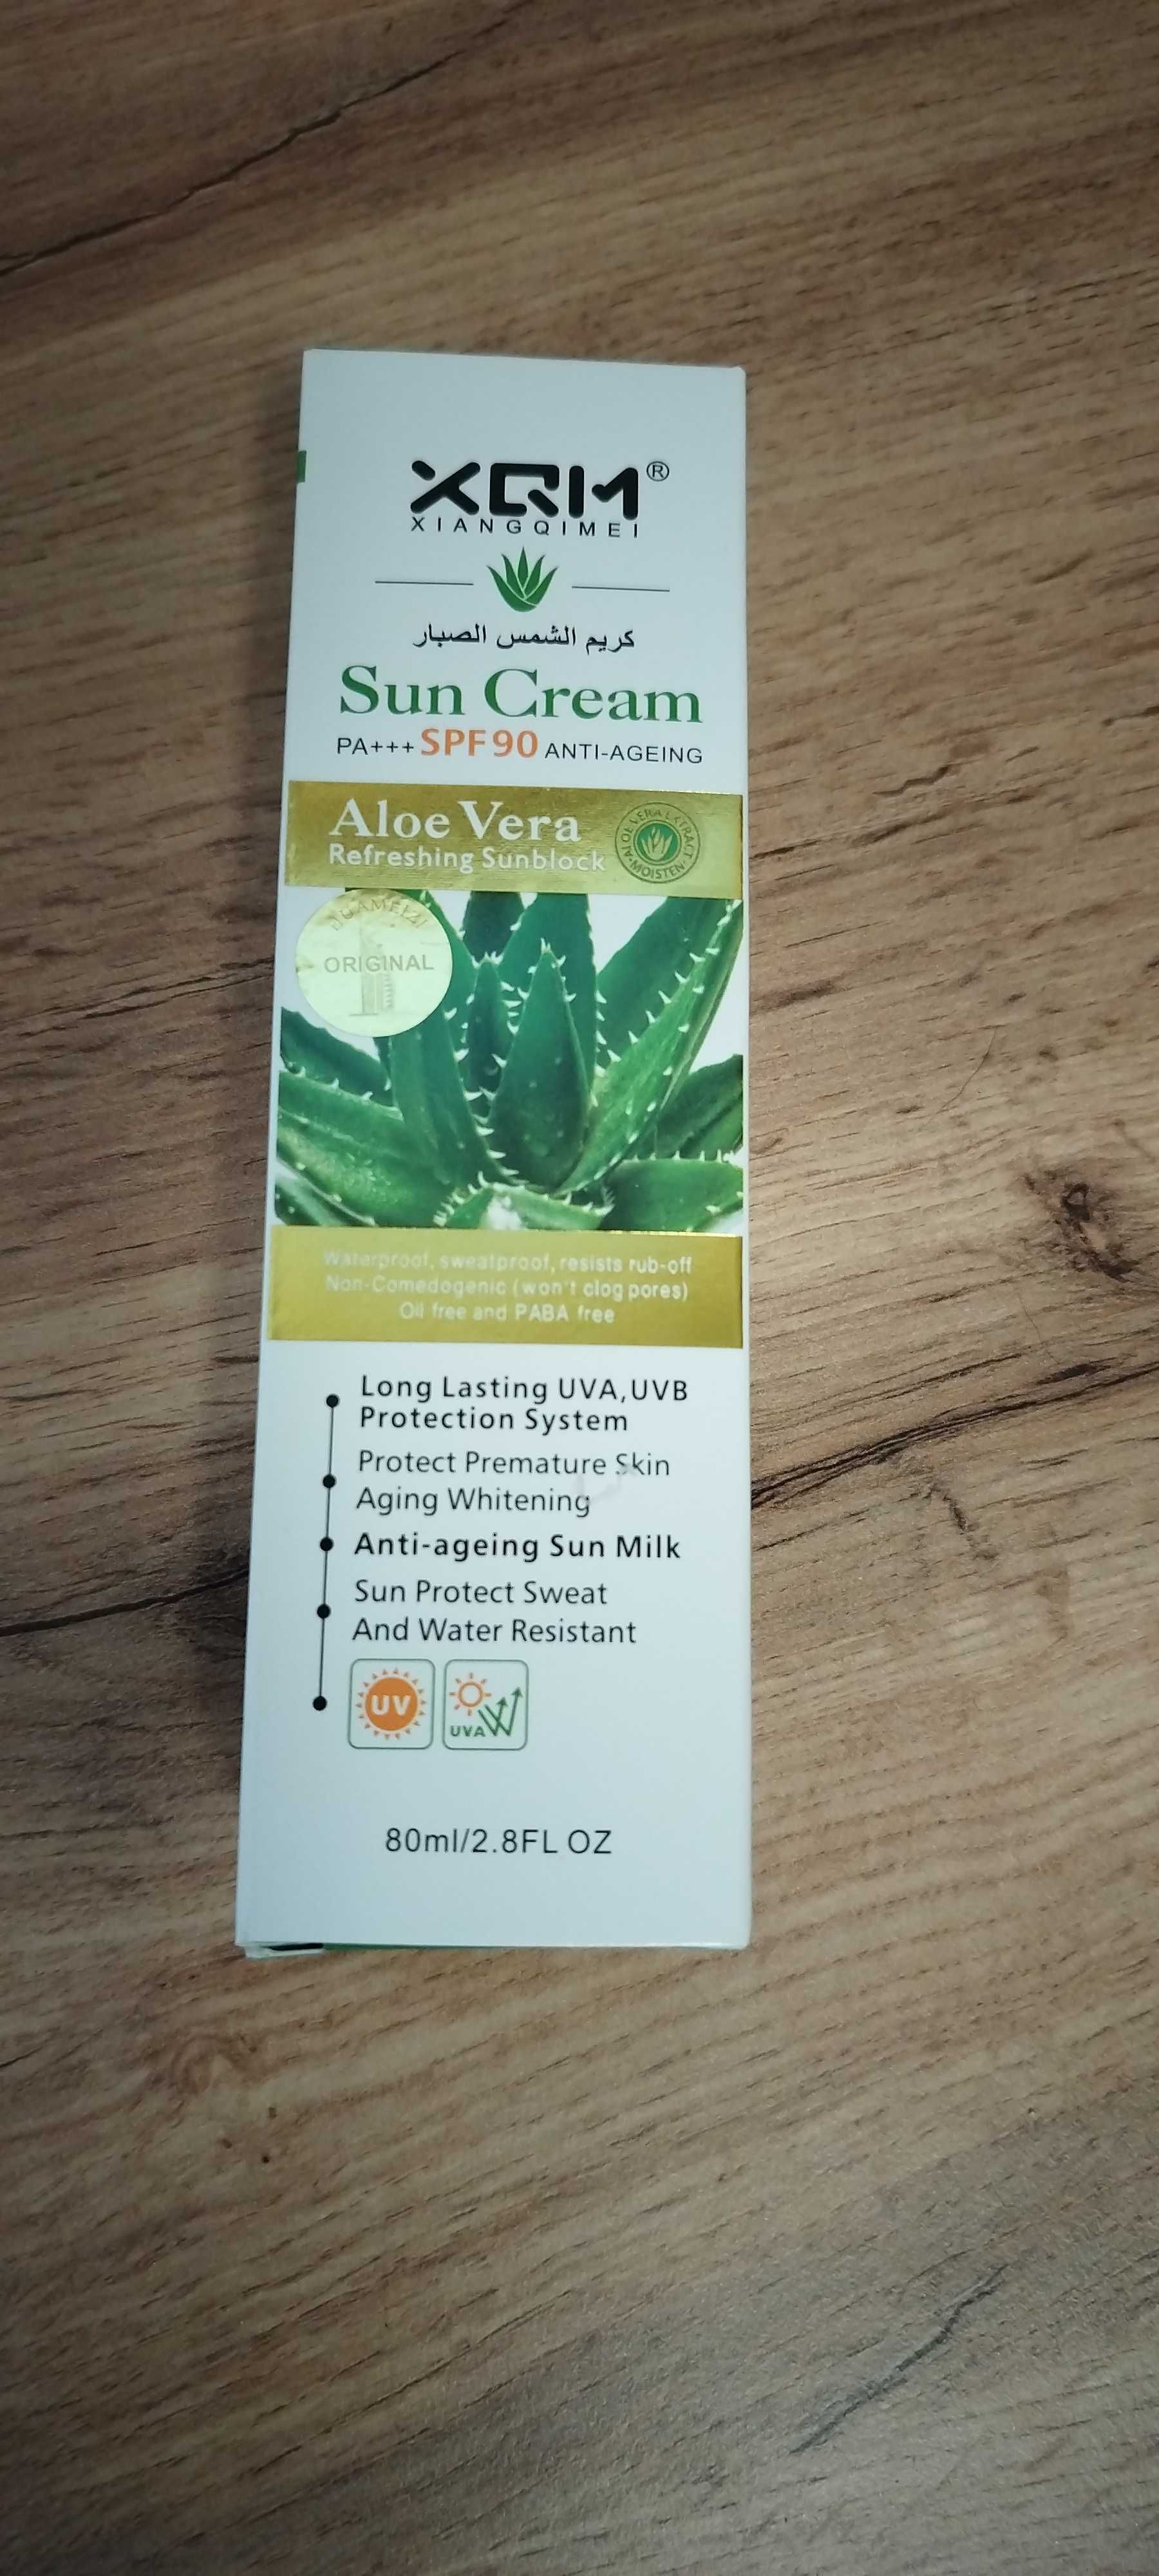 XQM®
XIANGQIMEI
كريم الشمس الصبار
Sun Cream
PA+++ SPF90 ANTI-AGEING
Aloe Vera
Refreshing Sunblock
ALOE VERA EXTRACT
MOISTEN
ORIGINAL
Waterproof, sweatproof, resists rub-off
Non-Comedogenic (won't clog pores)
Oil free and PABA free
Long Lasting UVA,UVB
Protection System
Protect Premature Skin
Aging Whitening
Anti-ageing Sun Milk
Sun Protect Sweat
And Water Resistant
UV
UVA
80ml/2.8FL OZ